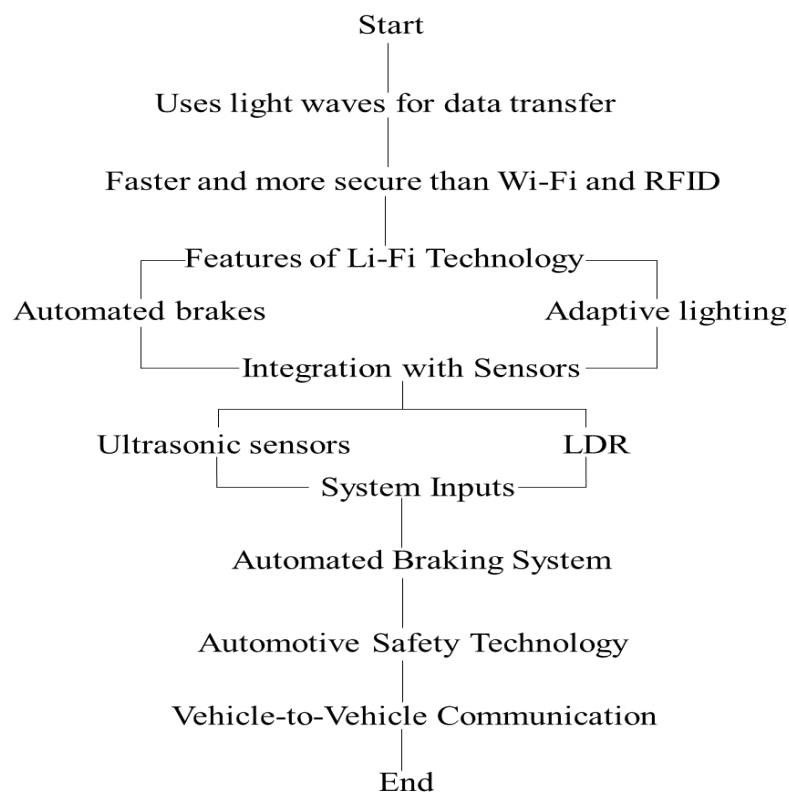 Start
Uses light waves for data transfer
Faster and more secure than Wi-Fi and RFID
Features of Li-Fi Technology
Automated brakes
Adaptive lighting
Integration with Sensors
Ultrasonic sensors
LDR
System Inputs
Automated Braking System
Automotive Safety Technology
Vehicle-to-Vehicle Communication
End